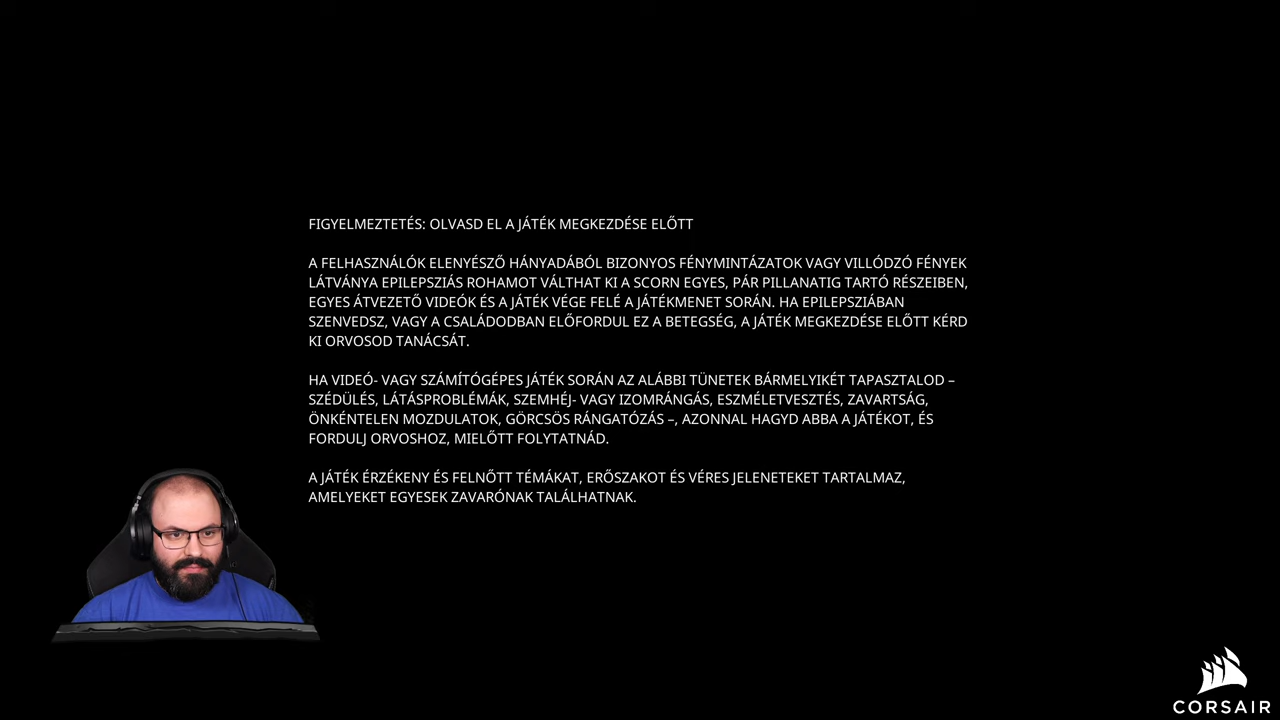 FIGYELMEZTETÉS: OLVASD EL A JÁTÉK MEGKEZDÉSE ELŐTT
A FELHASZNÁLÓK ELENYÉSZŐ HÁNYADÁBÓL BIZONYOS FÉNYMINTÁZATOK VAGY VILLÓDZÓ FÉNYEK
LÁTVÁNYA EPILEPSZIÁS ROHAMOT VÁLTHAT KI A SCORN EGYES, PÁR PILLANATIG TARTÓ RÉSZEIBEN,
EGYES ÁTVEZETŐ VIDEÓK ÉS A JÁTÉK VÉGE FELÉ A JÁTÉKMENET SORÁN. HA EPILEPSZIÁBAN
SZENVEDSZ, VAGY A CSALÁDODBAN ELŐFORDUL EZ A BETEGSÉG, A JÁTÉK MEGKEZDÉSE ELŐTT KÉRD
KI ORVOSOD TANÁCSÁT.
HA VIDEÓ- VAGY SZÁMÍTÓGÉPES JÁTÉK SORÁN AZ ALÁBBI TÜNETEK BÁRMELYIKÉT TAPASZTALOD –
SZÉDÜLÉS, LÁTÁSPROBLÉMÁK, SZEMHÉJ- VAGY IZOMRÁNGÁS, ESZMÉLETVESZTÉS, ZAVARTSÁG,
ÖNKÉNTELEN MOZDULATOK, GÖRCSÖS RÁNGATÓZÁS –, AZONNAL HAGYD ABBA A JÁTÉKOT, ÉS
FORDULJ ORVOSHOZ, MIELŐTT FOLYTATNÁD.
A JÁTÉK ÉRZÉKENY ÉS FELNŐTT TÉMÁKAT, ERŐSZAKOT ÉS VÉRES JELENETEKET TARTALMAZ,
AMELYEKET EGYESEK ZAVARÓNAK TALÁLHATNAK.
CORSAIR